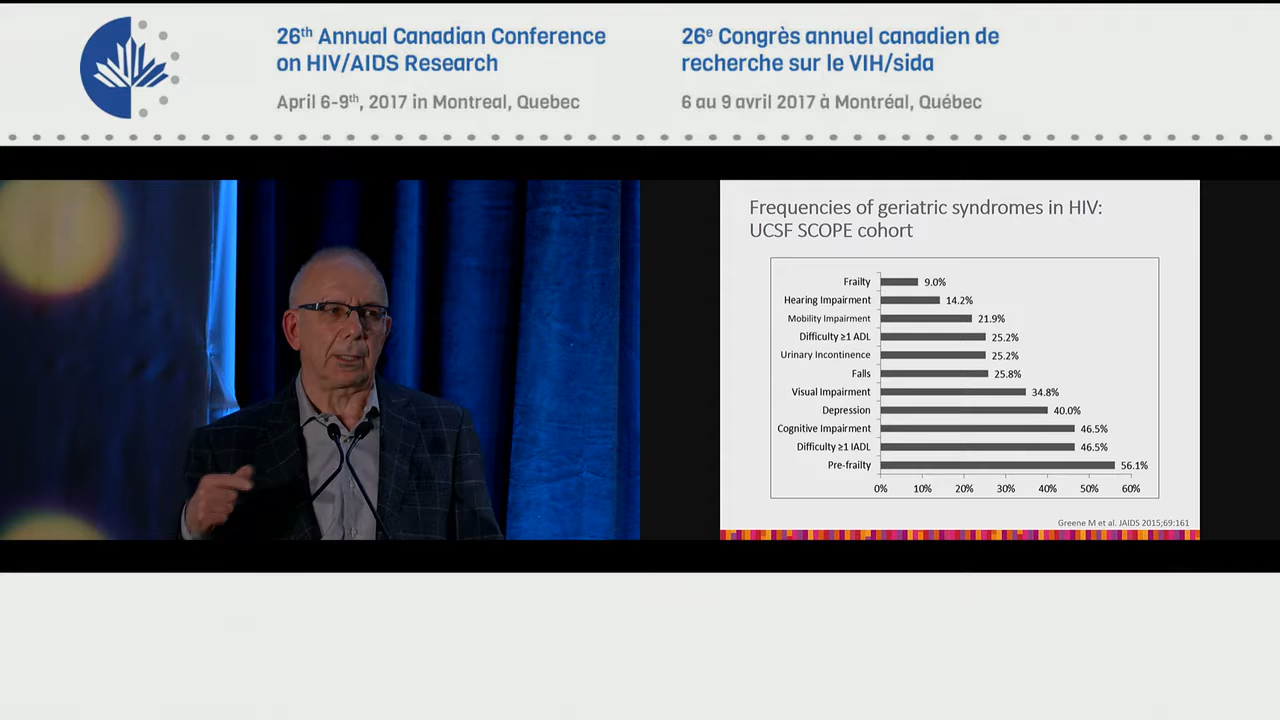 26th Annual Canadian Conference
on HIV/AIDS Research
April 6-9th, 2017 in Montreal, Quebec
26e Congrès annuel canadien de
recherche sur le VIH/sida
6 au 9 avril 2017 à Montréal, Québec
Frequencies of geriatric syndromes in HIV:
UCSF SCOPE cohort
Frailty 9.0%
Hearing Impairment 14.2%
Mobility Impairment 21.9%
Difficulty ≥1 ADL 25.2%
Urinary Incontinence 25.2%
Falls 25.8%
Visual Impairment 34.8%
Depression 40.0%
Cognitive Impairment 46.5%
Difficulty ≥1 IADL 46.5%
Pre-frailty 56.1%
0% 10% 20% 30% 40% 50% 60%
Greene M et al. JAIDS 2015;69:161